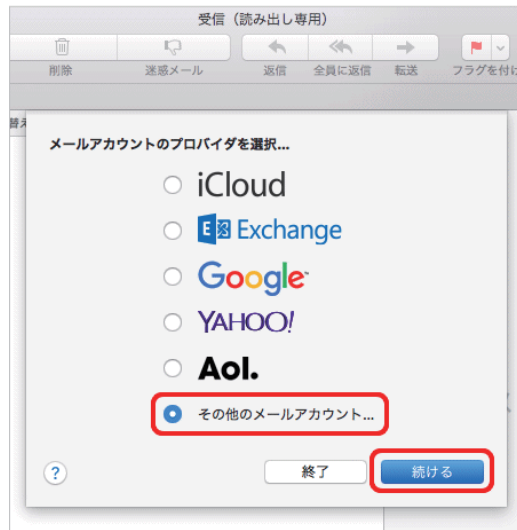 受信（読み出し専用）
削除 迷惑メール 返信 全員に返信 転送 フラグを付け
替え
メールアカウントのプロバイダを選択...
iCloud
E Exchange
Google
YAHOO!
Aol.
その他のメールアカウント...
? 終了 続ける